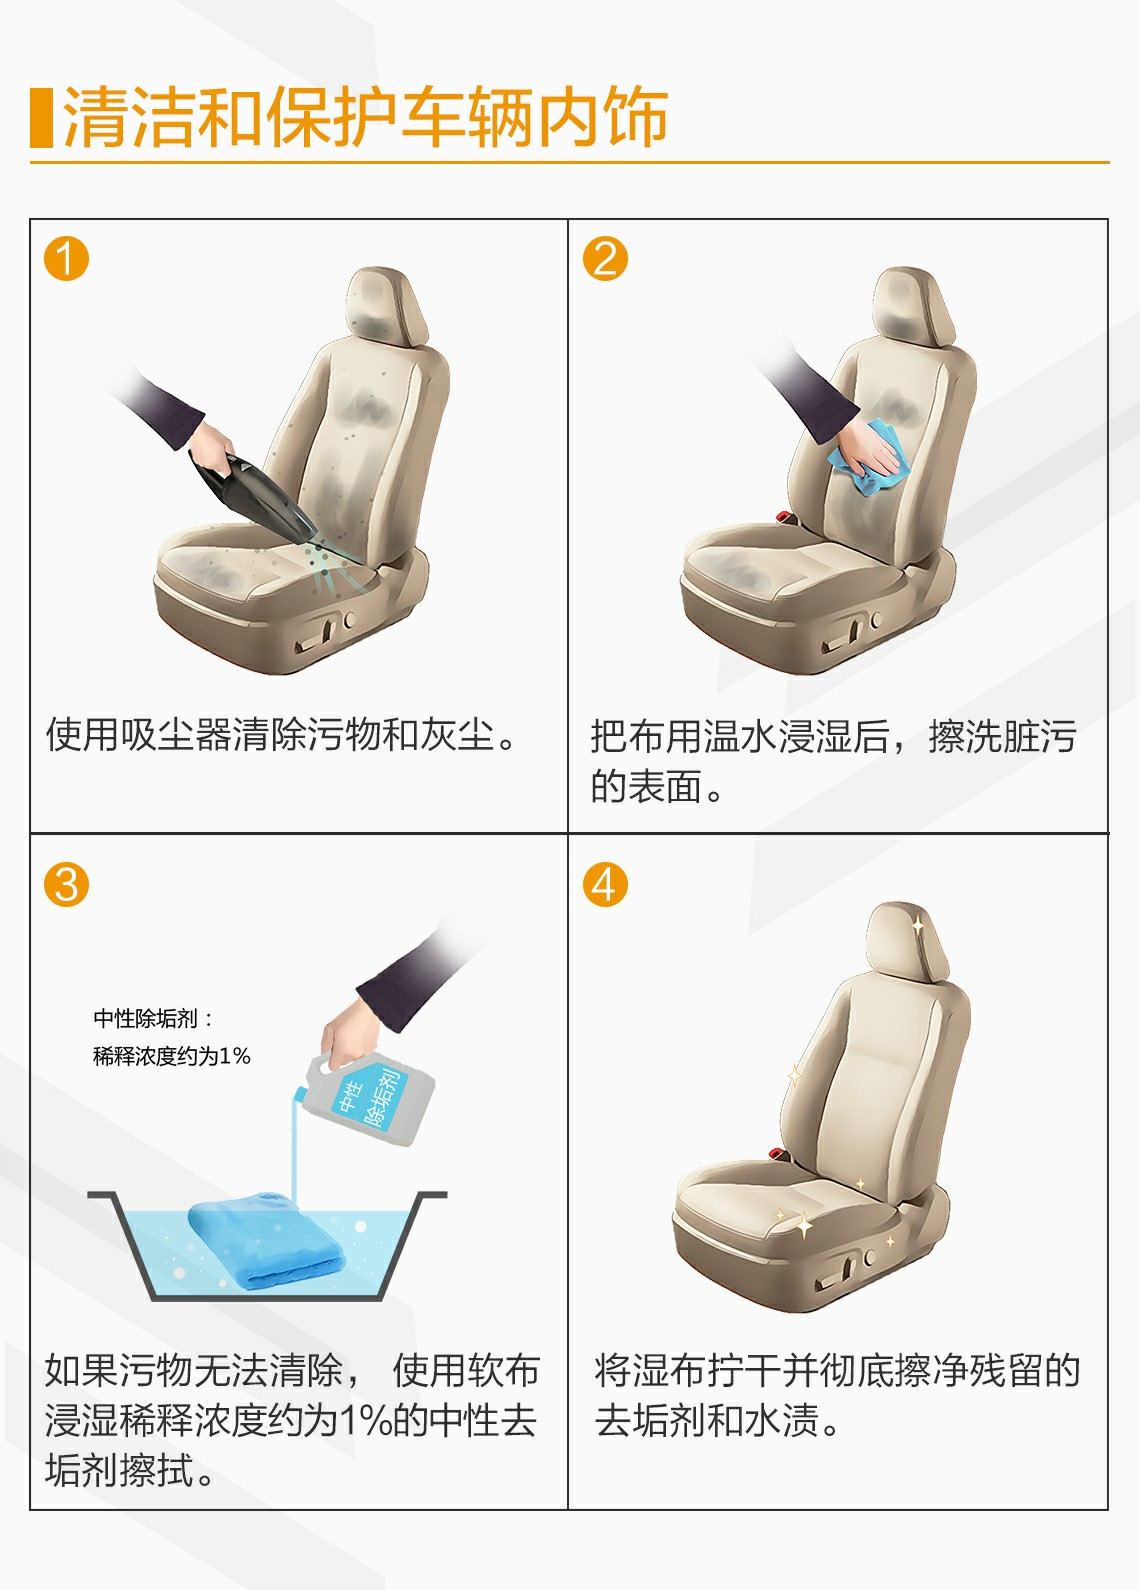 清洁和保护车辆内饰
1
使用吸尘器清除污物和灰尘。
2
把布用温水浸湿后，擦洗脏污
的表面。
3
中性除垢剂：
稀释浓度约为1%
中性
除垢剂
如果污物无法清除， 使用软布
浸湿稀释浓度约为1%的中性去
垢剂擦拭。
4
将湿布拧干并彻底擦净残留的
去垢剂和水渍。